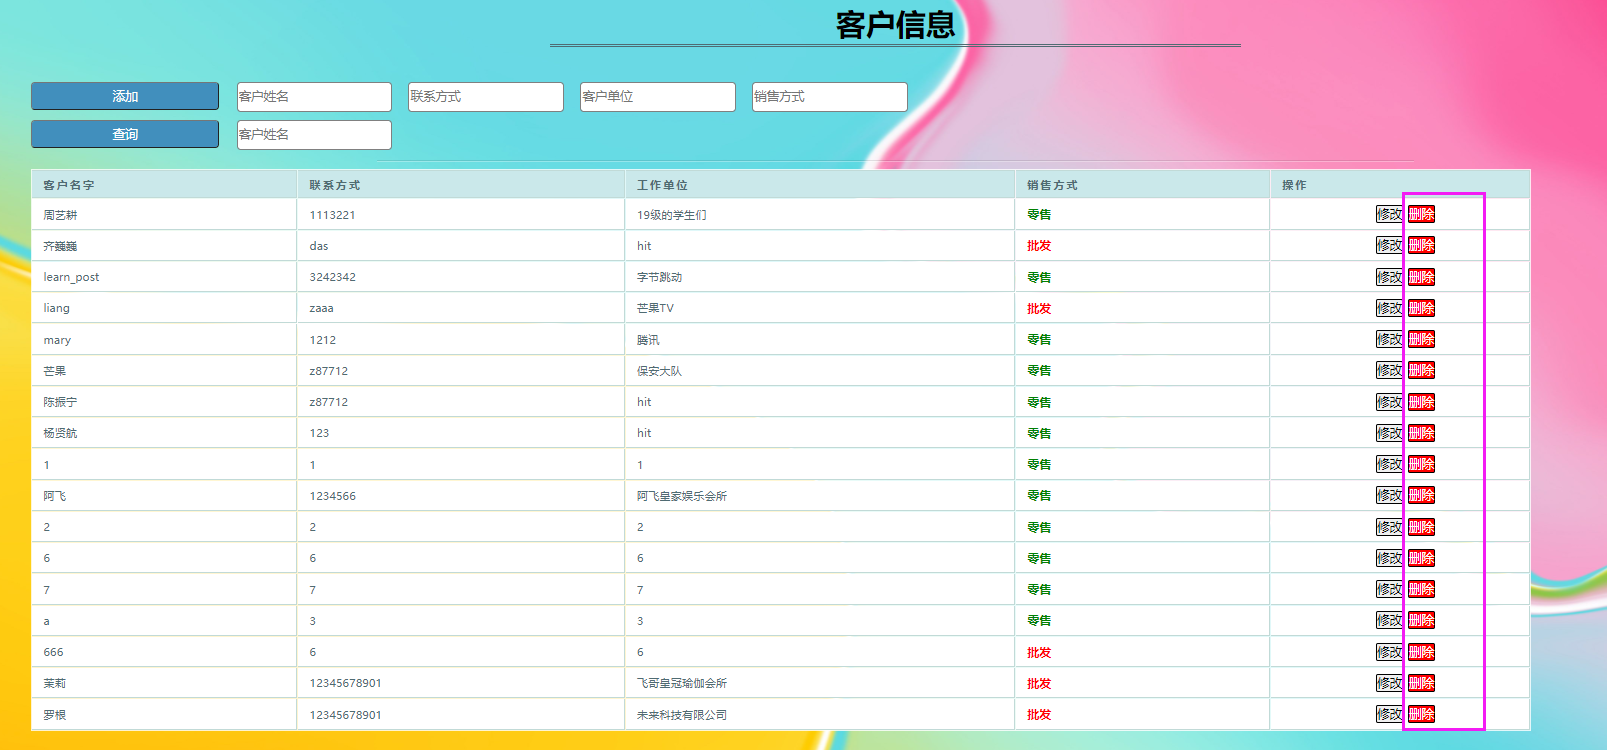 客户信息
添加 客户姓名 联系方式 客户单位 销售方式
查询 客户姓名
客户名字 联系方式 工作单位 销售方式 操作
周艺耕 1113221 19级的学生们 零售 修改 删除
齐巍巍 das hit 批发 修改 删除
learn_post 3242342 字节跳动 零售 修改 删除
liang zaaa 芒果TV 批发 修改 删除
mary 1212 腾讯 零售 修改 删除
芒果 z87712 保安大队 零售 修改 删除
陈振宁 z87712 hit 零售 修改 删除
杨贤航 123 hit 零售 修改 删除
1 1 1 零售 修改 删除
阿飞 1234566 阿飞皇家娱乐会所 零售 修改 删除
2 2 2 零售 修改 删除
6 6 6 零售 修改 删除
7 7 7 零售 修改 删除
a 3 3 零售 修改 删除
666 6 6 批发 修改 删除
茉莉 12345678901 飞哥皇冠瑜伽会所 批发 修改 删除
罗根 12345678901 未来科技有限公司 批发 修改 删除